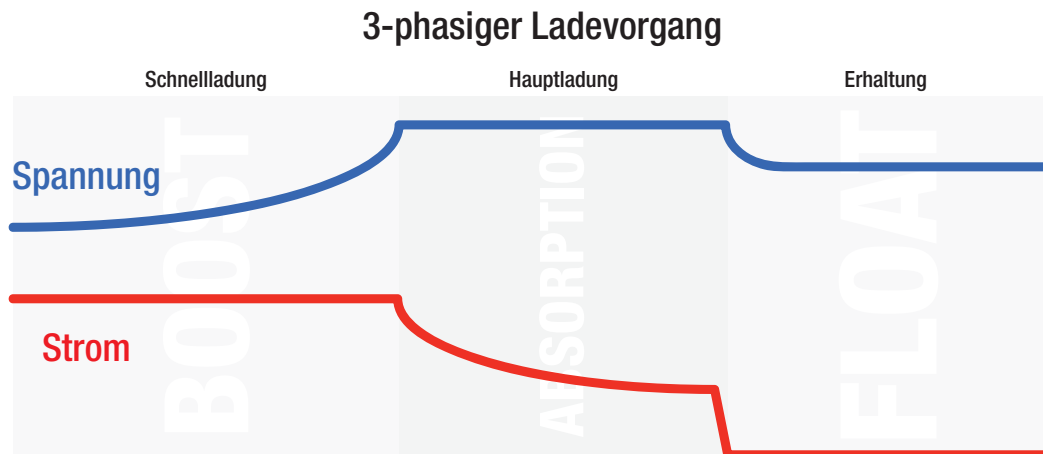 3-phasiger Ladevorgang
Schnellladung
Hauptladung
Erhaltung
Spannung
Strom
BOOST
ABSORPTION
FLOAT